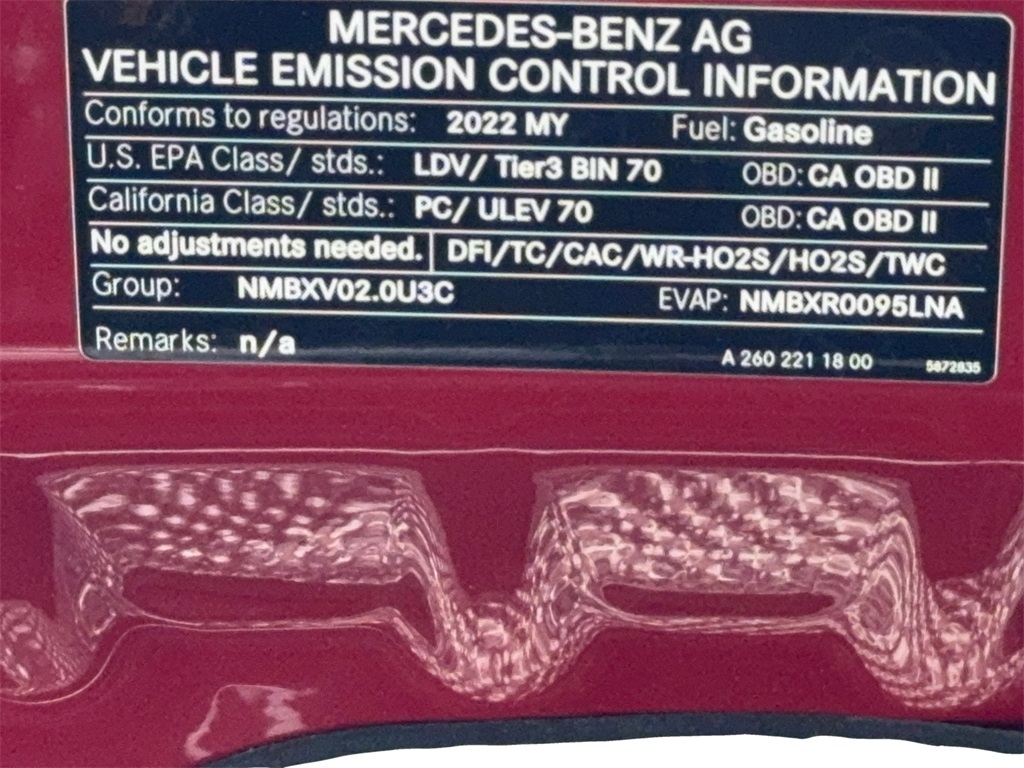 MERCEDES-BENZ AG
VEHICLE EMISSION CONTROL INFORMATION
Conforms to regulations: 2022 MY Fuel: Gasoline
U.S. EPA Class/ stds.: LDV/ Tier3 BIN 70 OBD: CA OBD II
California Class/ stds.: PC/ ULEV 70 OBD: CA OBD II
No adjustments needed. DFI/TC/CAC/WR-HO2S/HO2S/TWC
Group: NMBXV02.0U3C EVAP: NMBXR0095LNA
Remarks: n/a
A 260 221 18 00 5872835